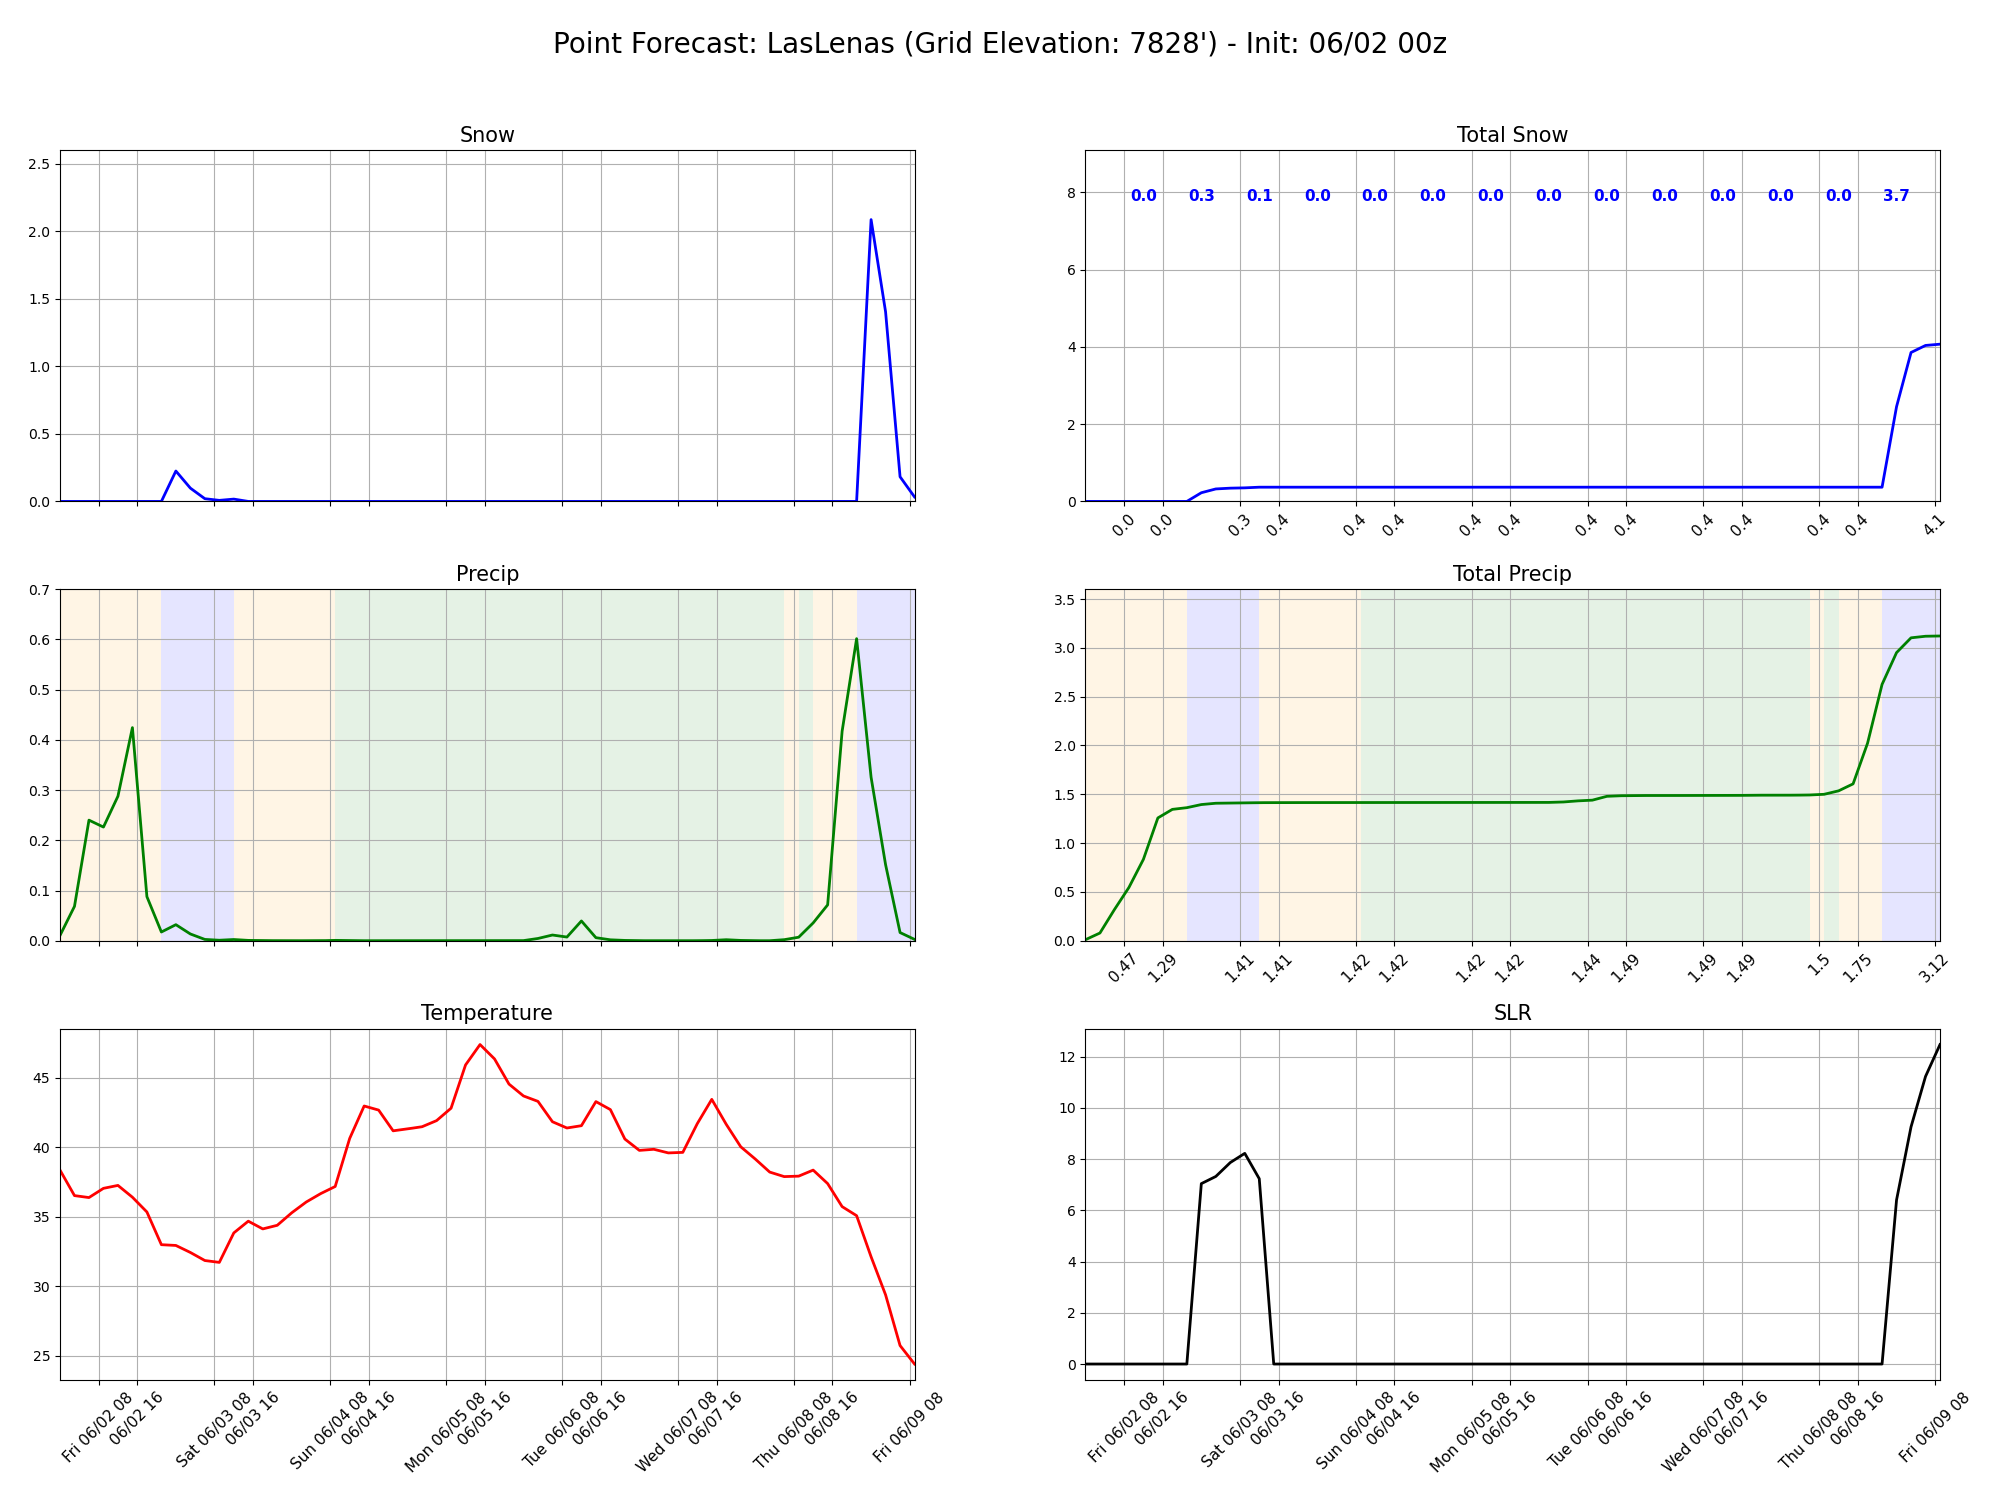 Point Forecast: LasLenas (Grid Elevation: 7828') - Init: 06/02 00z
Snow
2.5
2.0
1.5
1.0
0.5
0.0
Total Snow
8
6
4
2
0
0.0 0.3 0.1 0.0 0.0 0.0 0.0 0.0 0.0 0.0 0.0 0.0 0.0 3.7
0.0 0.0 0.3 0.4 0.4 0.4 0.4 0.4 0.4 0.4 0.4 0.4 0.4 0.4 4.1
Precip
0.7
0.6
0.5
0.4
0.3
0.2
0.1
0.0
Total Precip
3.5
3.0
2.5
2.0
1.5
1.0
0.5
0.0
0.47 1.29 1.41 1.41 1.42 1.42 1.42 1.42 1.44 1.49 1.49 1.49 1.5 1.75 3.12
Temperature
45
40
35
30
25
Fri 06/02 08
06/02 16
Sat 06/03 08
06/03 16
Sun 06/04 08
06/04 16
Mon 06/05 08
06/05 16
Tue 06/06 08
06/06 16
Wed 06/07 08
06/07 16
Thu 06/08 08
06/08 16
Fri 06/09 08
SLR
12
10
8
6
4
2
0
Fri 06/02 08
06/02 16
Sat 06/03 08
06/03 16
Sun 06/04 08
06/04 16
Mon 06/05 08
06/05 16
Tue 06/06 08
06/06 16
Wed 06/07 08
06/07 16
Thu 06/08 08
06/08 16
Fri 06/09 08